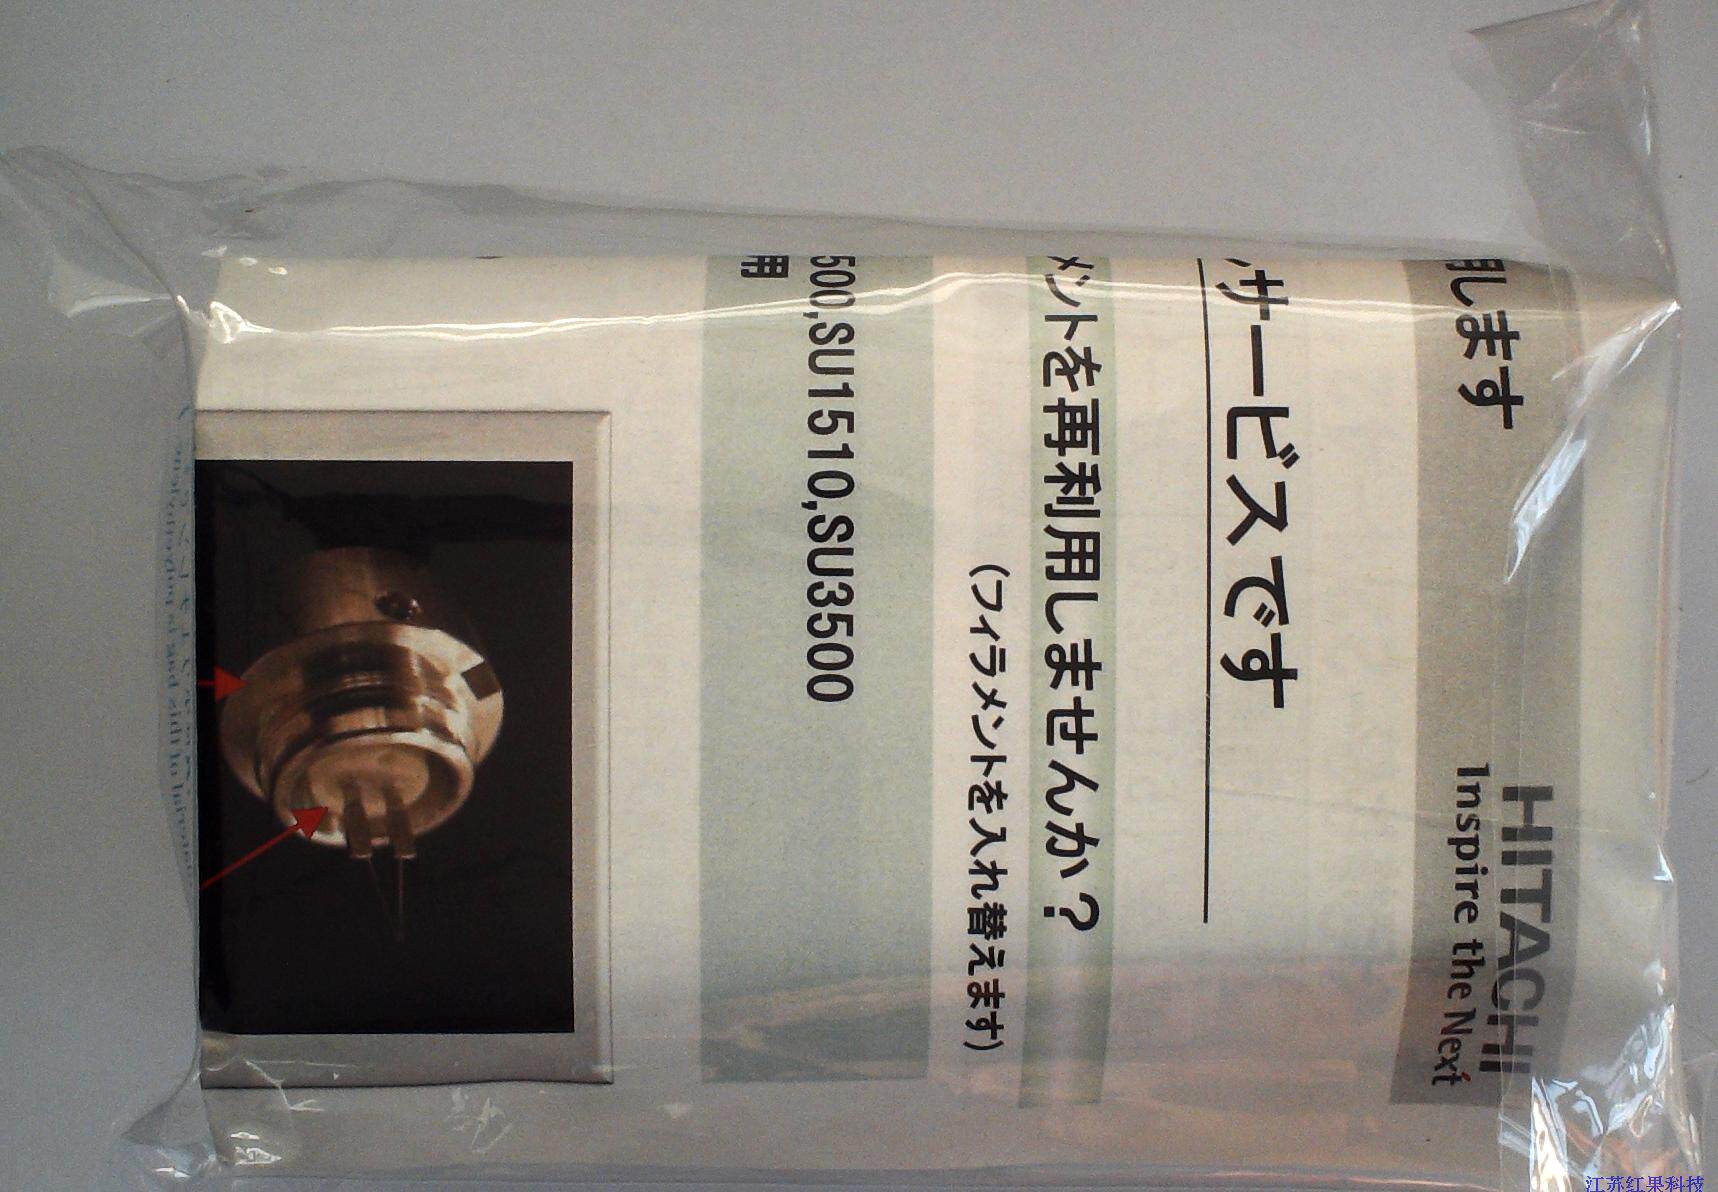 用します
HITACHI
Inspire the Next
サービスです
メントを再利用しませんか?
(フィラメントを入れ替えます)
500,SU1510,SU3500
用
江苏红果科技